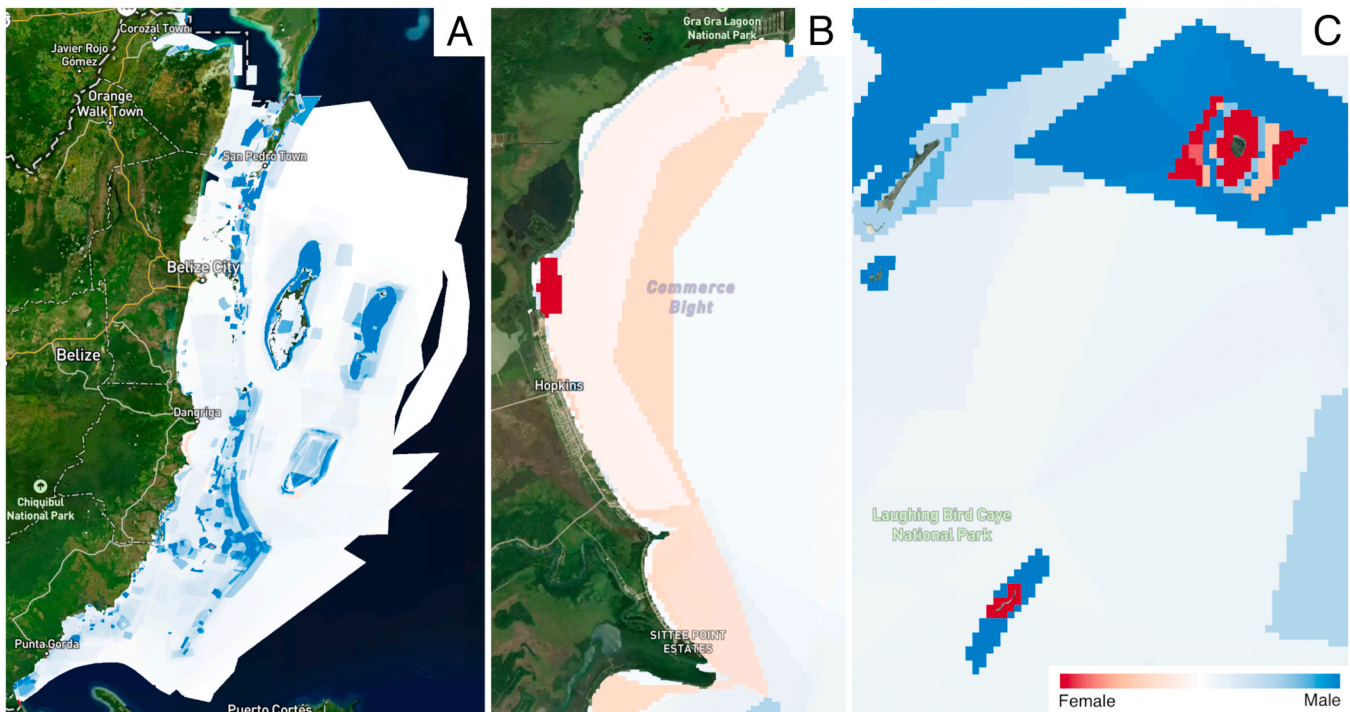 A
Corozal Town
Javier Rojo
Gómez
Orange
Walk Town
San Pedro Town
Belize City
Belize
Dangriga
Chiquibul
National Park
Punta Gorda
Puerto Cortés
B
Gra Gra Lagoon
National Park
Commerce
Bight
Hopkins
SITTEE POINT
ESTATES
C
Laughing Bird Caye
National Park
Female Male